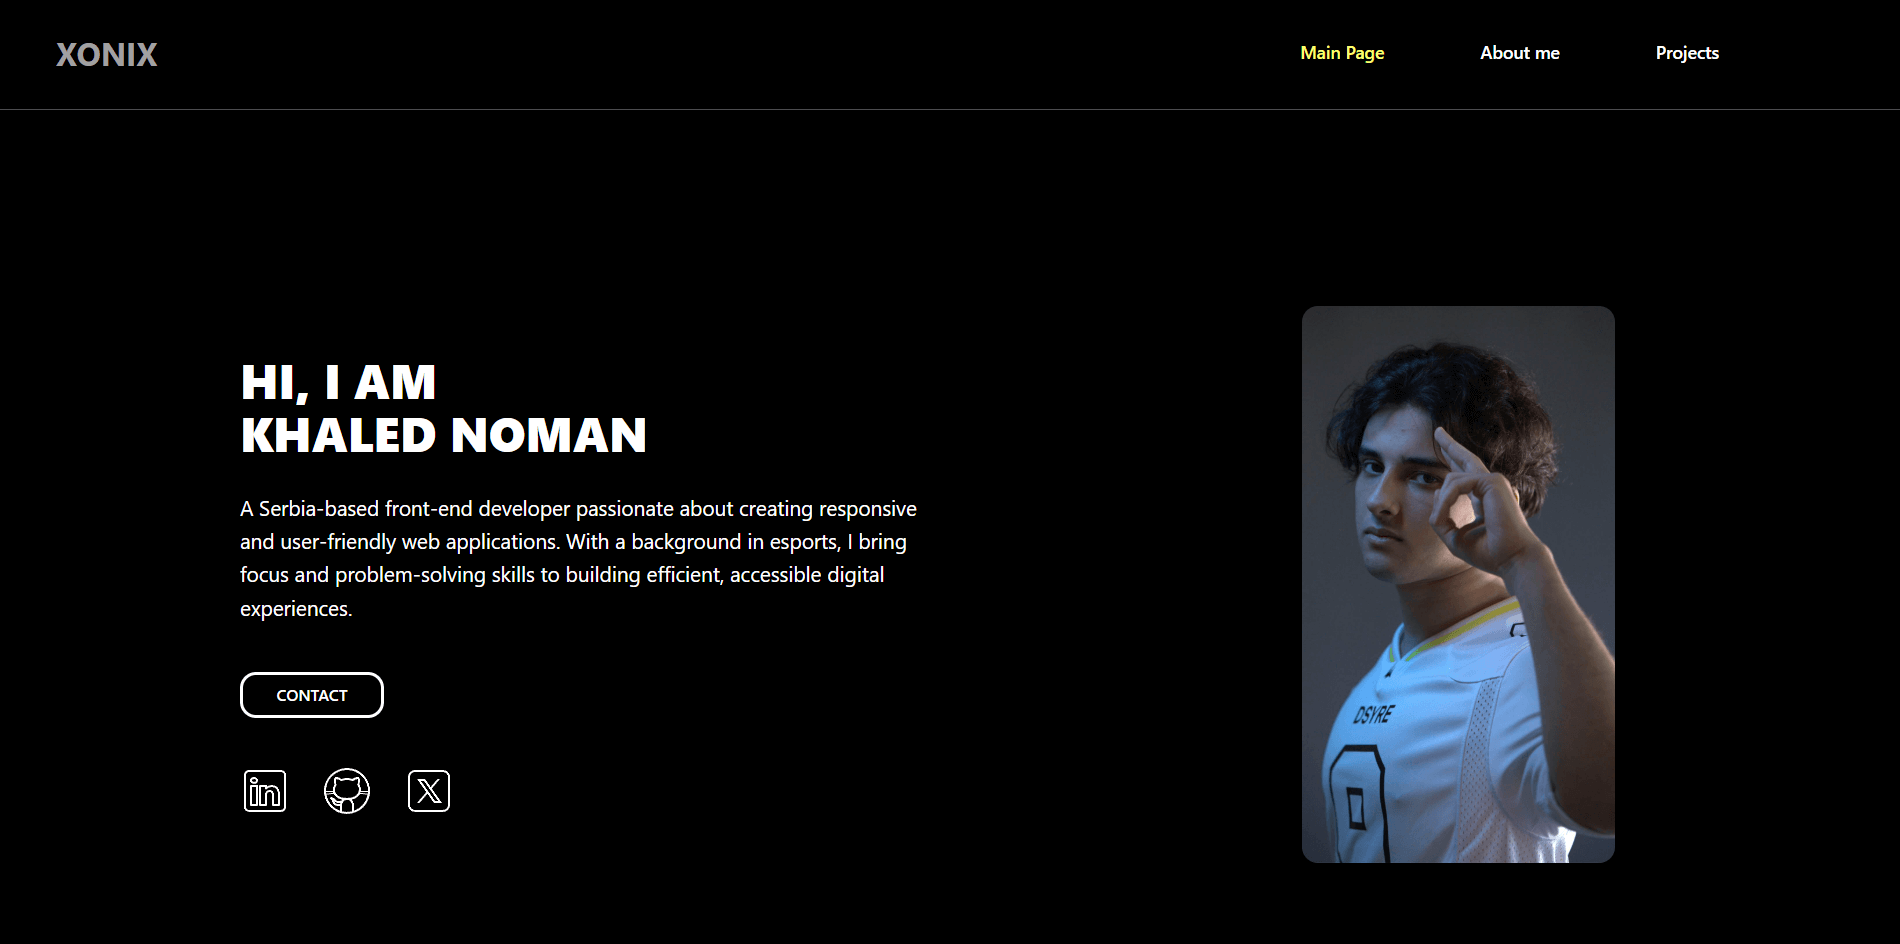 XONIX
Main Page
About me
Projects
HI, I AM
KHALED NOMAN
A Serbia-based front-end developer passionate about creating responsive
and user-friendly web applications. With a background in esports, I bring
focus and problem-solving skills to building efficient, accessible digital
experiences.
CONTACT
in
X
DSYRE